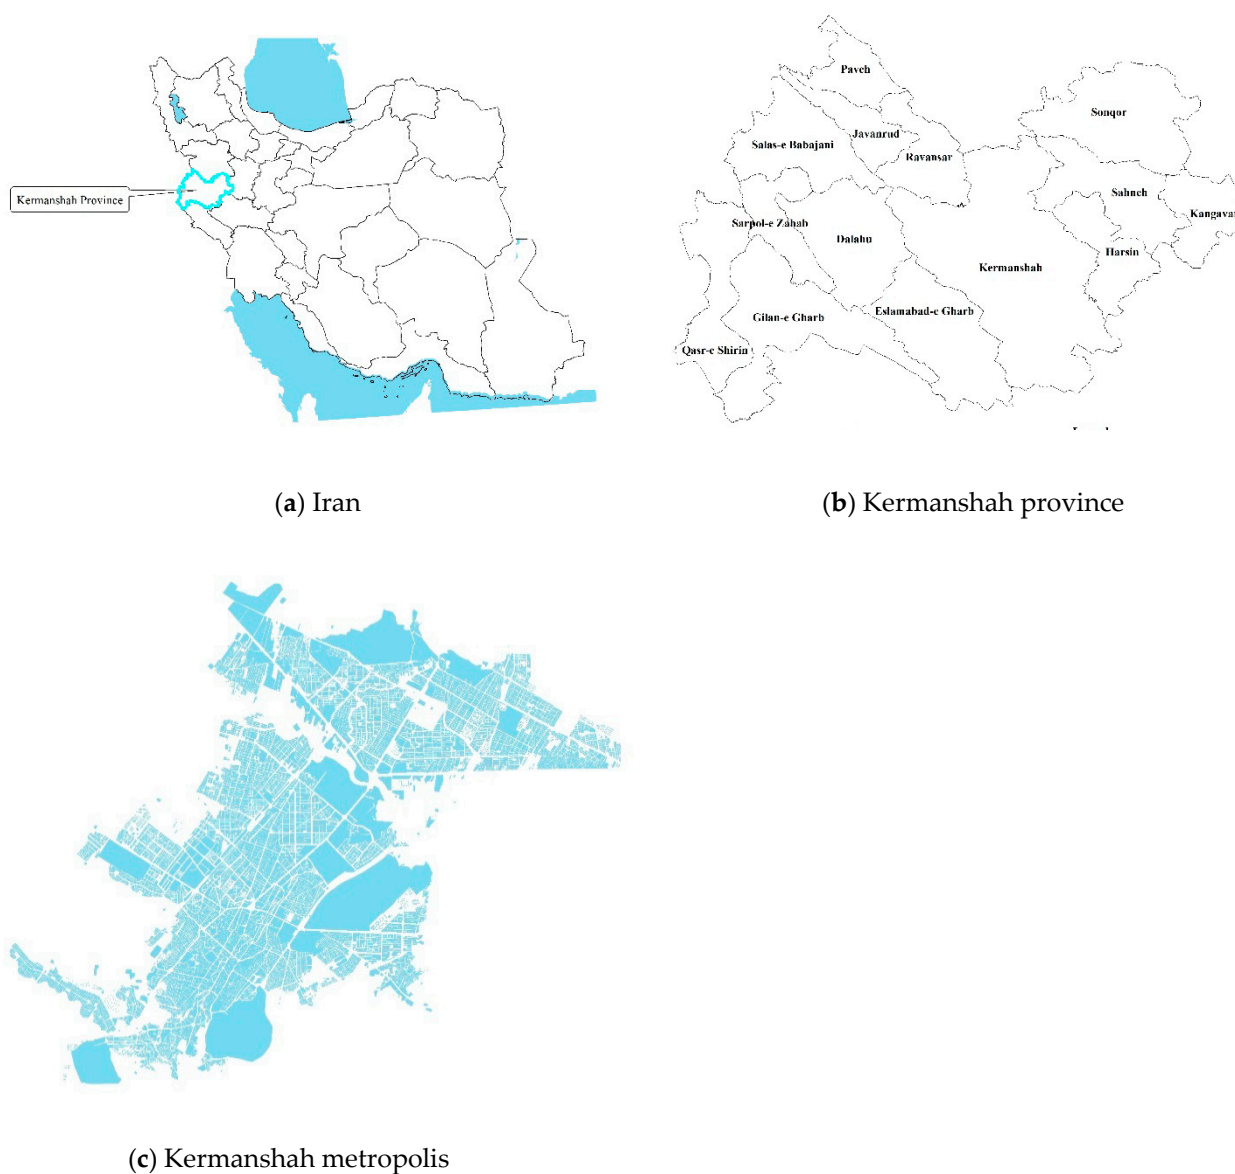 Kermanshah Province
Paveh
Sonqor
Javanrud
Salas-e Babajani
Ravansar
Sahneh
Kangavar
Sarpol-e Zahab
Dalahu
Harsin
Kermanshah
Gilan-e Gharb
Eslamabad-e Gharb
Qasr-e Shirin
(a) Iran
(b) Kermanshah province
(c) Kermanshah metropolis